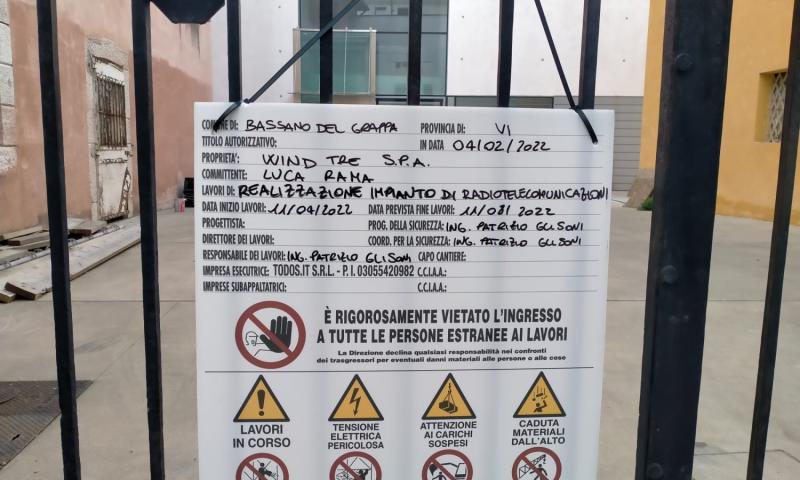 COMUNE DI: BASSANO DEL GRAPPA PROVINCIA DI: VI
TITOLO AUTORIZZATIVO: IN DATA 04/02/2022
PROPRIETA': WIND TRE S.P.A.
COMMITTENTE: LUCA RAMA
LAVORI DI: REALIZZAZIONE IMPIANTO DI RADIOTELECOMUNICAZIONI
DATA INIZIO LAVORI: 11/04/2022 DATA PREVISTA FINE LAVORI: 11/08/2022
PROGETTISTA: PROG. DELLA SICUREZZA: ING. PATRIZIO GLISONI
DIRETTORE DEI LAVORI: COORD. PER LA SICUREZZA: ING. PATRIZIO GLISONI
RESPONSABILE DEI LAVORI: ING. PATRIZIO GLISONI CAPO CANTIERE:
IMPRESA ESECUTRICE: TODOS.IT S.R.L. - P. I. 03055420982 C.C.I.A.A.:
IMPRESE SUBAPPALTATRICI: C.C.I.A.A.:
È RIGOROSAMENTE VIETATO L'INGRESSO
A TUTTE LE PERSONE ESTRANEE AI LAVORI
La Direzione declina qualsiasi responsabilità nei confronti
dei trasgressori per eventuali danni materiali alle persone o alle cose
LAVORI
IN CORSO
TENSIONE
ELETTRICA
PERICOLOSA
ATTENZIONE
AI CARICHI
SOSPESI
CADUTA
MATERIALI
DALL'ALTO